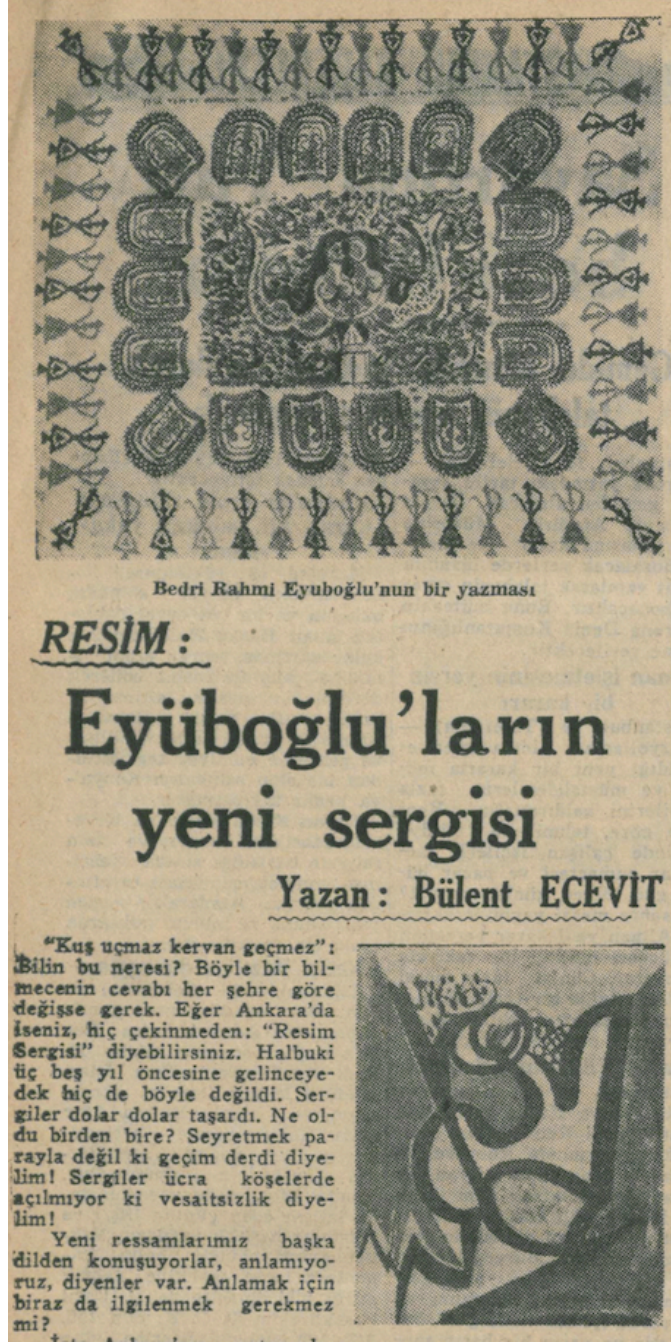 Bedri Rahmi Eyuboğlu'nun bir yazması
RESİM :
Eyüboğlu'ların
yeni sergisi
Yazan : Bülent ECEVİT
"Kuş uçmaz kervan geçmez":
Bilin bu neresi? Böyle bir bil-
mecenin cevabı her şehre göre
değişse gerek. Eğer Ankara'da
iseniz, hiç çekinmeden: "Resim
Sergisi" diyebilirsiniz. Halbuki
üç beş yıl öncesine gelinceye-
dek hiç de böyle değildi. Ser-
giler dolar dolar taşardı. Ne ol-
du birden bire? Seyretmek pa-
rayla değil ki geçim derdi diye-
lim! Sergiler ücra köşelerde
açılmıyor ki vesaitsizlik diye-
lim!
Yeni ressamlarımız başka
dilden konuşuyorlar, anlamıyo-
ruz, diyenler var. Anlamak için
biraz da ilgilenmek gerekmez
mi?